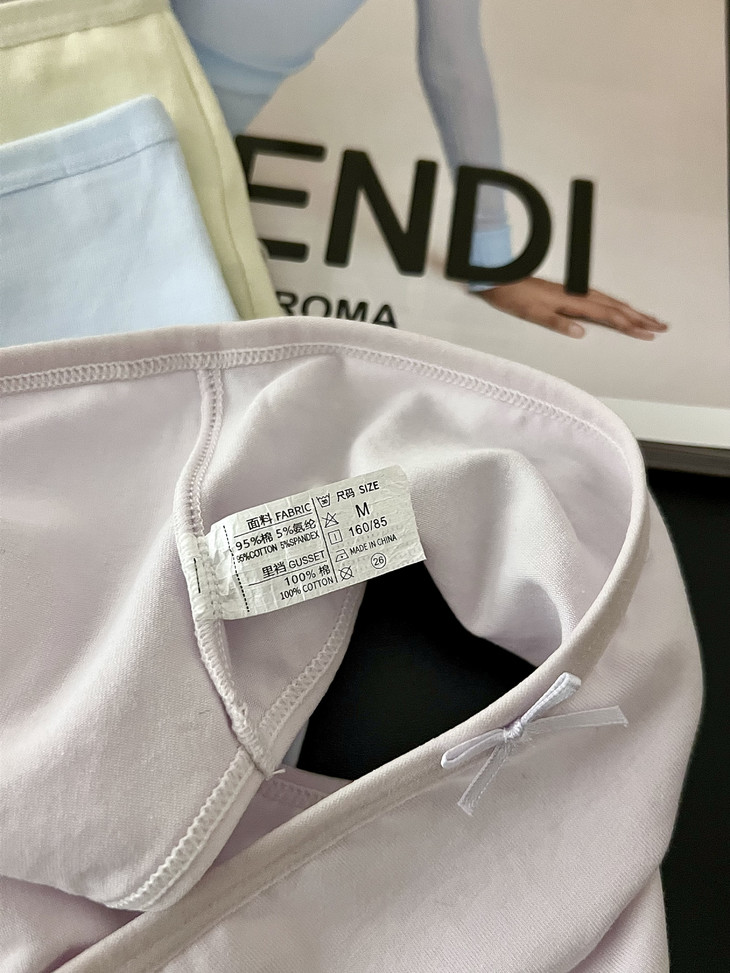 ENDI
ROMA
面料 FABRIC
95%棉 5%氨纶
95%COTTON 5%SPANDEX
里裆 GUSSET
100% 棉
100% COTTON
尺码 SIZE
M
160/85
MADE IN CHINA
26